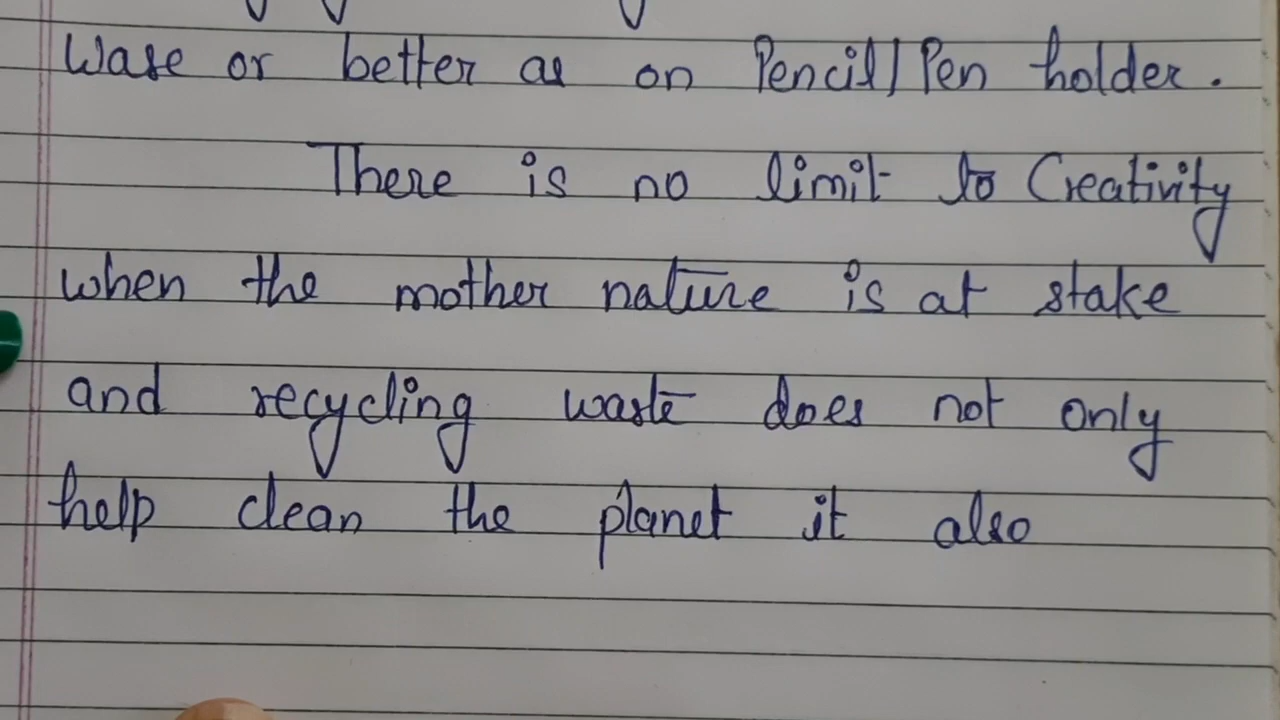 Wase or better as on Pencil/Pen holder.
There is no limit to Creativity
when the mother nature is at stake
and recycling waste does not only
help clean the planet it also